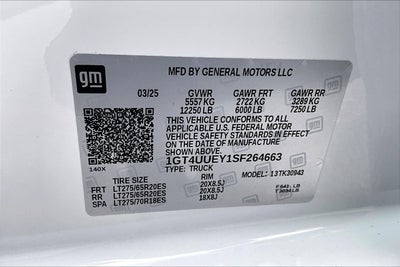 gm
MFD BY GENERAL MOTORS LLC
03/25 GVWR GAWR FRT GAWR RR
5557 KG 2722 KG 3289 KG
12250 LB 6000 LB 7250 LB
THIS VEHICLE CONFORMS TO ALL
APPLICABLE U.S. FEDERAL MOTOR
VEHICLE SAFETY STANDARDS IN
EFFECT ON THE DATE OF
MANUFACTURE SHOWN ABOVE.
1GT4UUEY1SF264663
140X TYPE: TRUCK MODEL: TK30943
TIRE SIZE RIM
FRT LT275/65R20ES 20X8.5J
RR LT275/65R20ES 20X8.5J
SPA LT275/70R18ES 18X8J